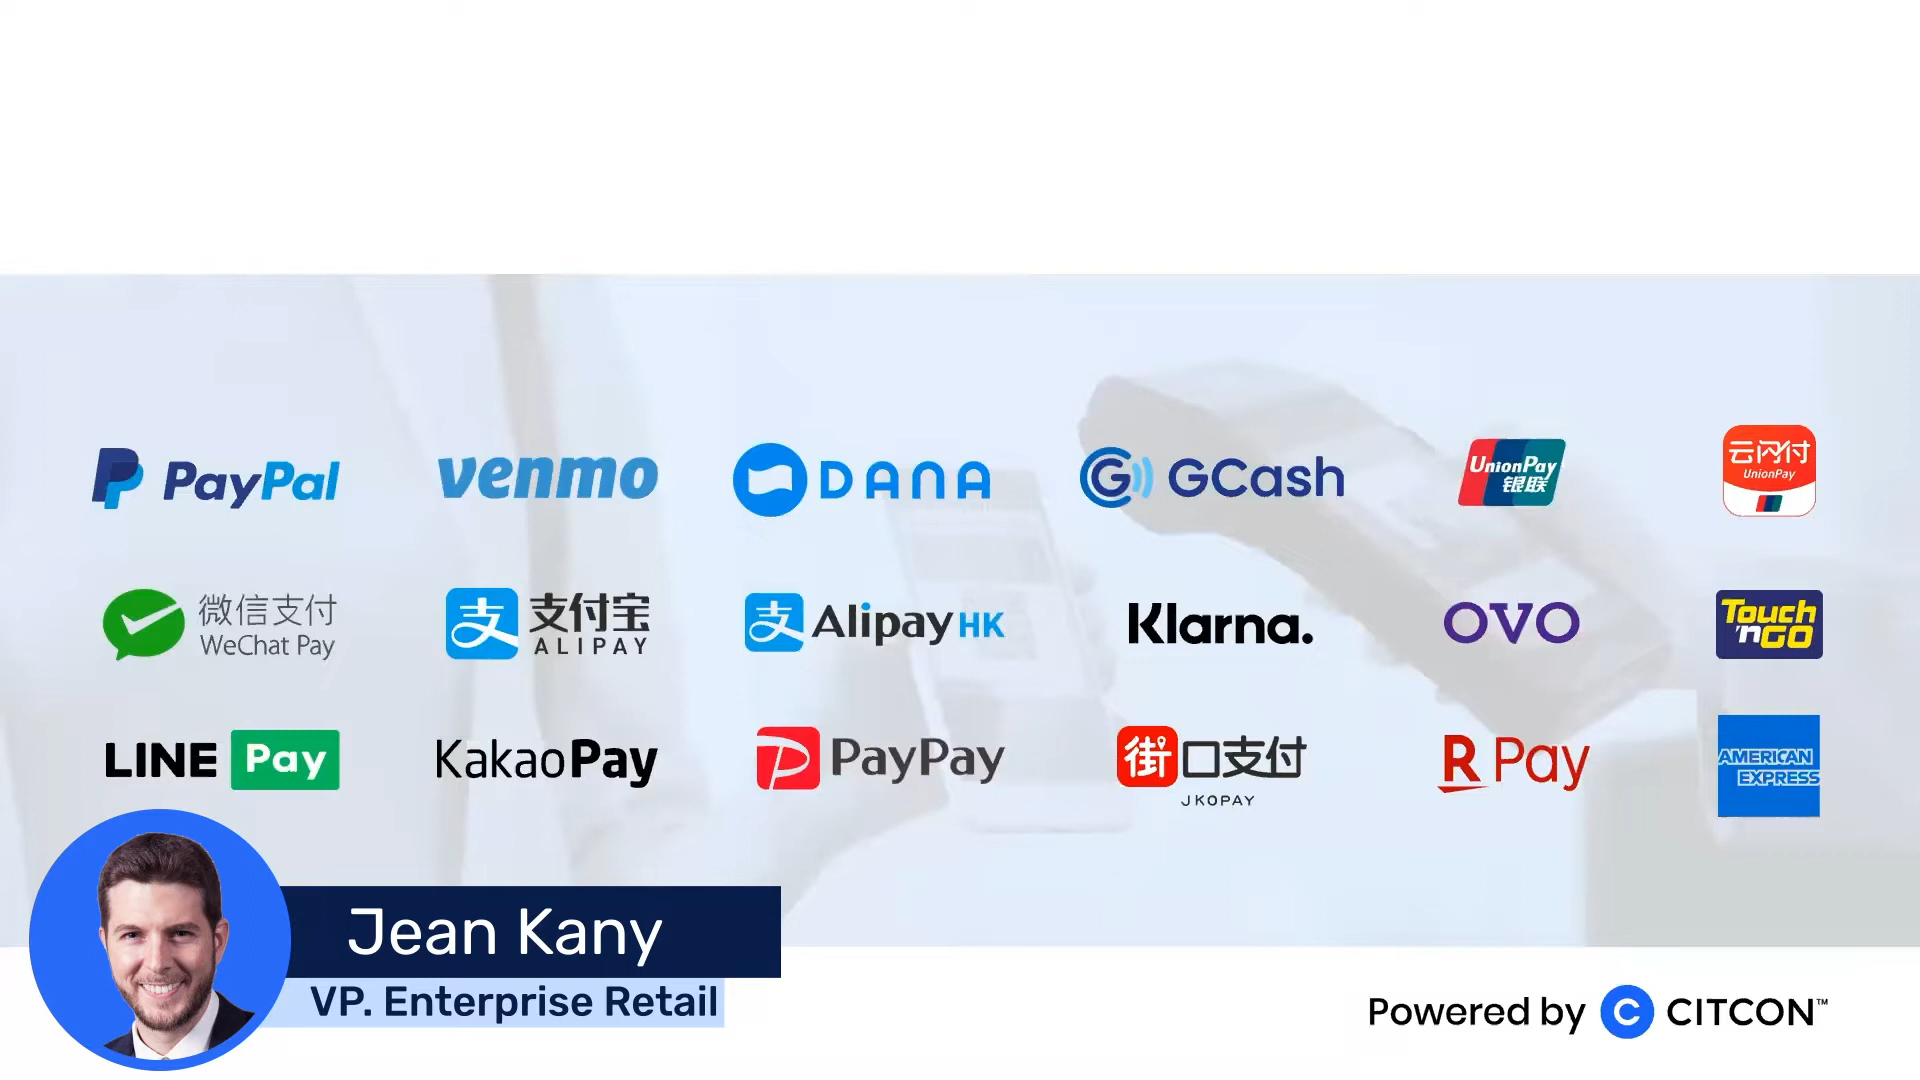 PayPal
venmo
DANA
GCash
UnionPay
银联
云闪付
UnionPay
微信支付
WeChat Pay
支付宝
ALIPAY
支
支
Alipay HK
Klarna.
OVO
Touch
'n GO
LINE Pay
KakaoPay
PayPay
街口支付
JKOPAY
R Pay
AMERICAN
EXPRESS
Jean Kany
VP. Enterprise Retail
Powered by C CITCON™